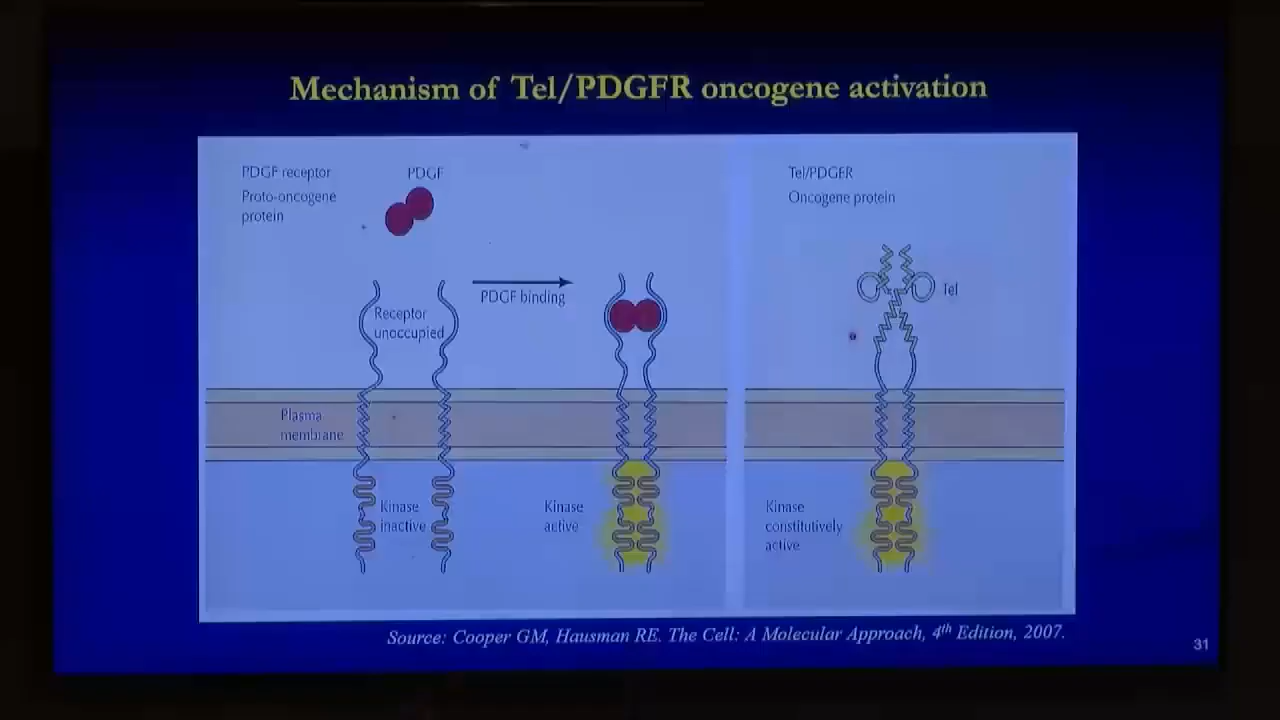 Mechanism of Tel/PDGFR oncogene activation
PDGF receptor
Proto-oncogene
protein
PDGF
Receptor
unoccupied
PDGF binding
Plasma
membrane
Kinase
inactive
Kinase
active
Tel/PDGFR
Oncogene protein
Tel
Kinase
constitutively
active
Source: Cooper GM, Hausman RE. The Cell: A Molecular Approach, 4th Edition, 2007.
31